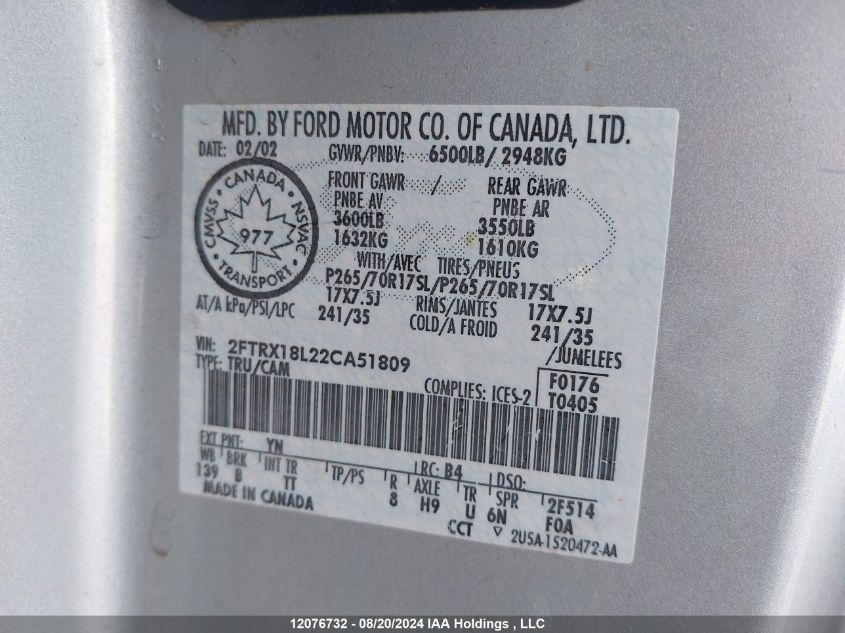 MFD. BY FORD MOTOR CO. OF CANADA, LTD.
DATE: 02/02 GVWR/PNBV: 6500LB/ 2948KG
FRONT GAWR / REAR GAWR
PNBE AV PNBE AR
3600LB 3550LB
1632KG 1610KG
CANADA
CMVSS • NSVAC
977
TRANSPORT
WITH/AVEC TIRES/PNEUS
P265/70R17SL/P265/70R17SL
17X7.5J RINS/JANTES 17X7.5J
AT/A kPa/PSI/LPC 241/35 COLD/A FROID 241/35
/JUMELEES
VIN: 2FTRX18L22CA51809
TYPE: TRU/CAM
COMPLIES: ICES-2 F0176
T0405
EXT PNT: YN RC: B4 DSO:
WB BRK INT TR TP/PS R AXLE TR SPR 2F514
139 B TT 8 H9 U 6N F0A
MADE IN CANADA CCT 2USA-1520472-AA
12076732 - 08/20/2024 IAA Holdings , LLC